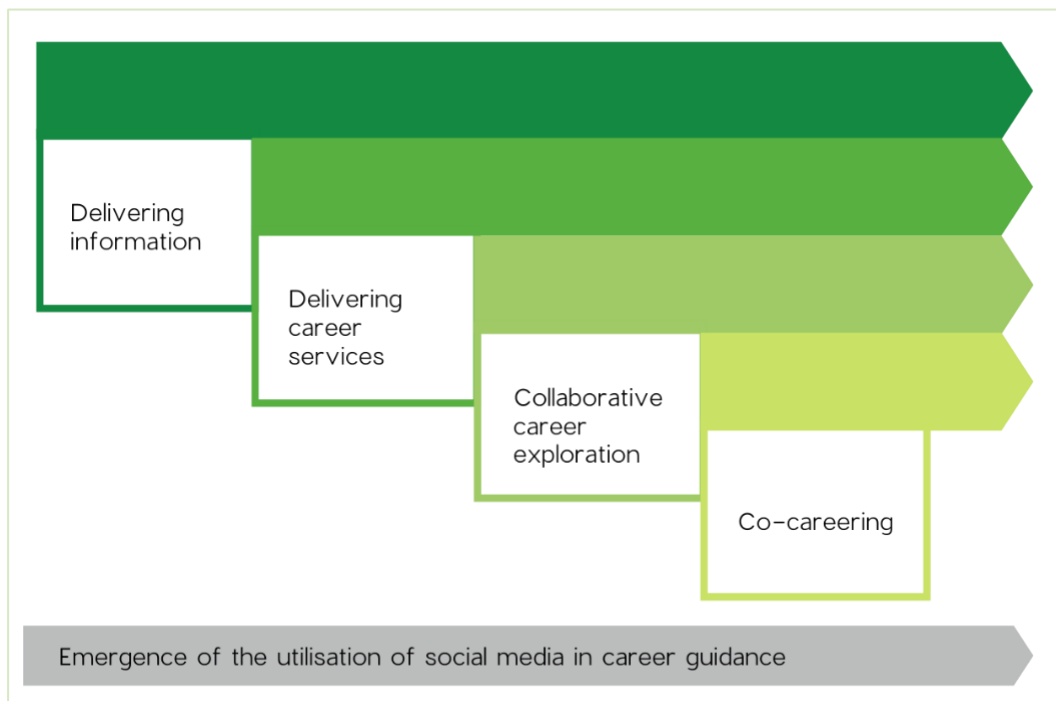 Delivering
information
Delivering
career
services
Collaborative
career
exploration
Co-careering
Emergence of the utilisation of social media in career guidance